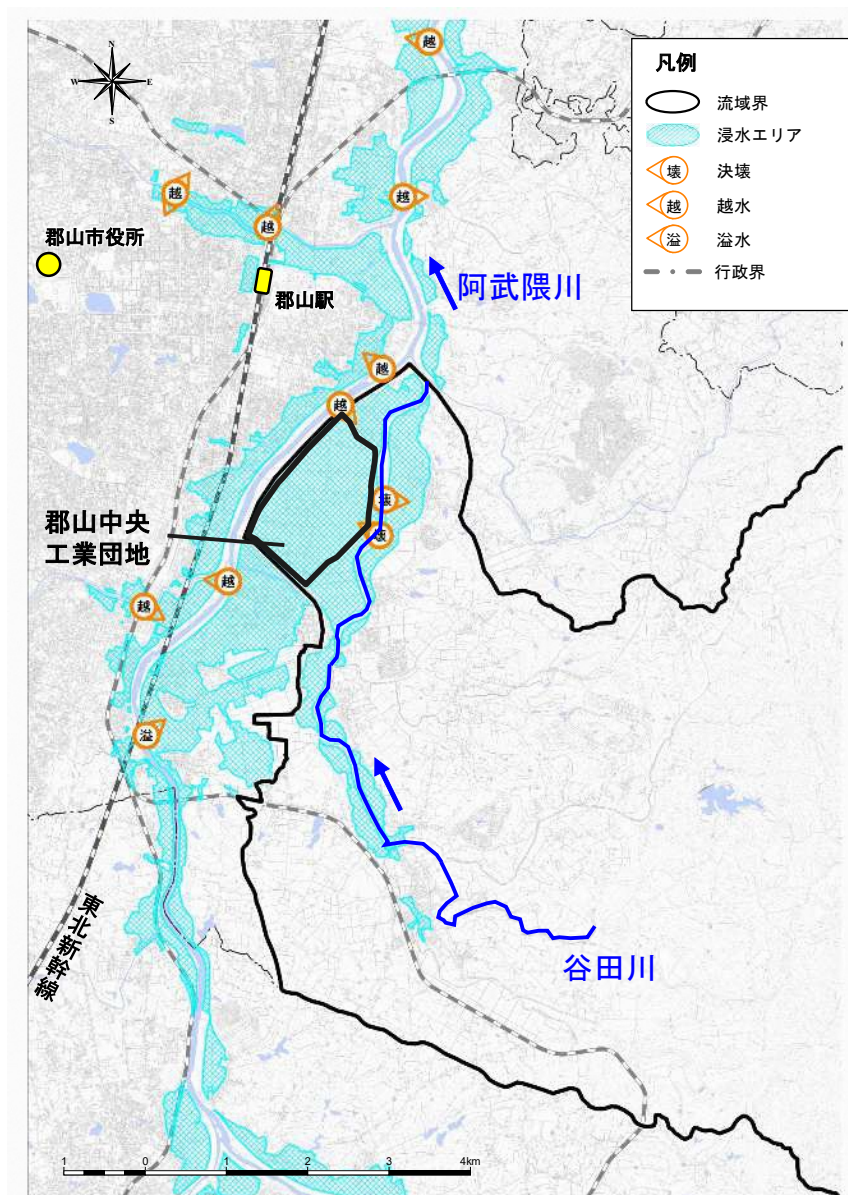 越
N
W E
S
凡例
流域界
浸水エリア
壊 決壊
越 越水
溢 溢水
行政界
越
越
越
郡山市役所
郡山駅
阿武隈川
越
越
壊
壊
郡山中央
工業団地
越
越
溢
東北新幹線
谷田川
1 0 1 2 3 4km